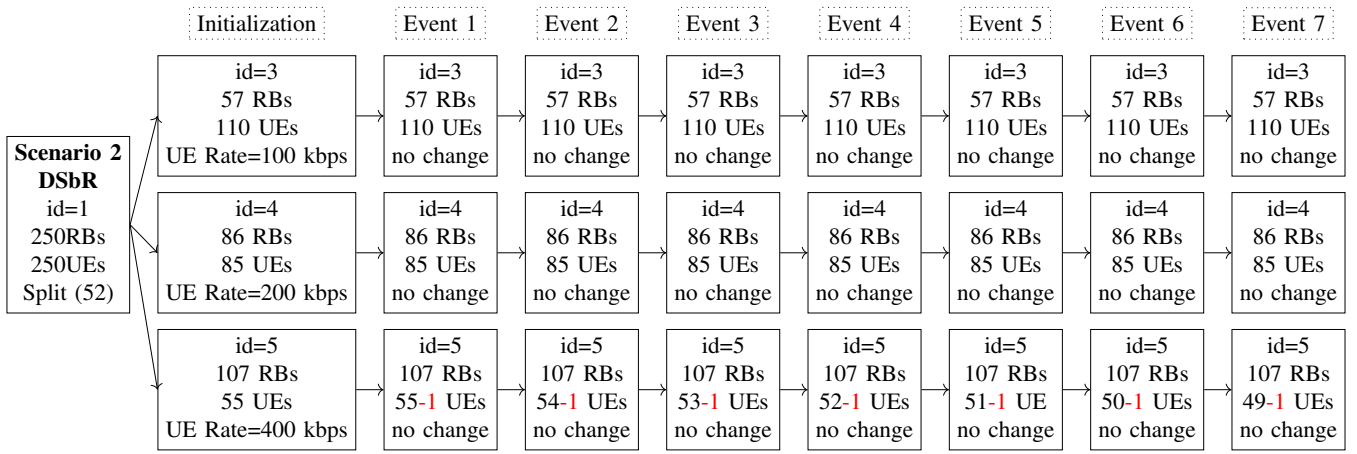 Initialization
Event 1
Event 2
Event 3
Event 4
Event 5
Event 6
Event 7
Scenario 2
DSbR
id=1
250RBs
250UEs
Split (52)
id=3
57 RBs
110 UEs
UE Rate=100 kbps
id=3
57 RBs
110 UEs
no change
id=3
57 RBs
110 UEs
no change
id=3
57 RBs
110 UEs
no change
id=3
57 RBs
110 UEs
no change
id=3
57 RBs
110 UEs
no change
id=3
57 RBs
110 UEs
no change
id=3
57 RBs
110 UEs
no change
id=4
86 RBs
85 UEs
UE Rate=200 kbps
id=4
86 RBs
85 UEs
no change
id=4
86 RBs
85 UEs
no change
id=4
86 RBs
85 UEs
no change
id=4
86 RBs
85 UEs
no change
id=4
86 RBs
85 UEs
no change
id=4
86 RBs
85 UEs
no change
id=4
86 RBs
85 UEs
no change
id=5
107 RBs
55 UEs
UE Rate=400 kbps
id=5
107 RBs
55-1 UEs
no change
id=5
107 RBs
54-1 UEs
no change
id=5
107 RBs
53-1 UEs
no change
id=5
107 RBs
52-1 UEs
no change
id=5
107 RBs
51-1 UE
no change
id=5
107 RBs
50-1 UEs
no change
id=5
107 RBs
49-1 UEs
no change